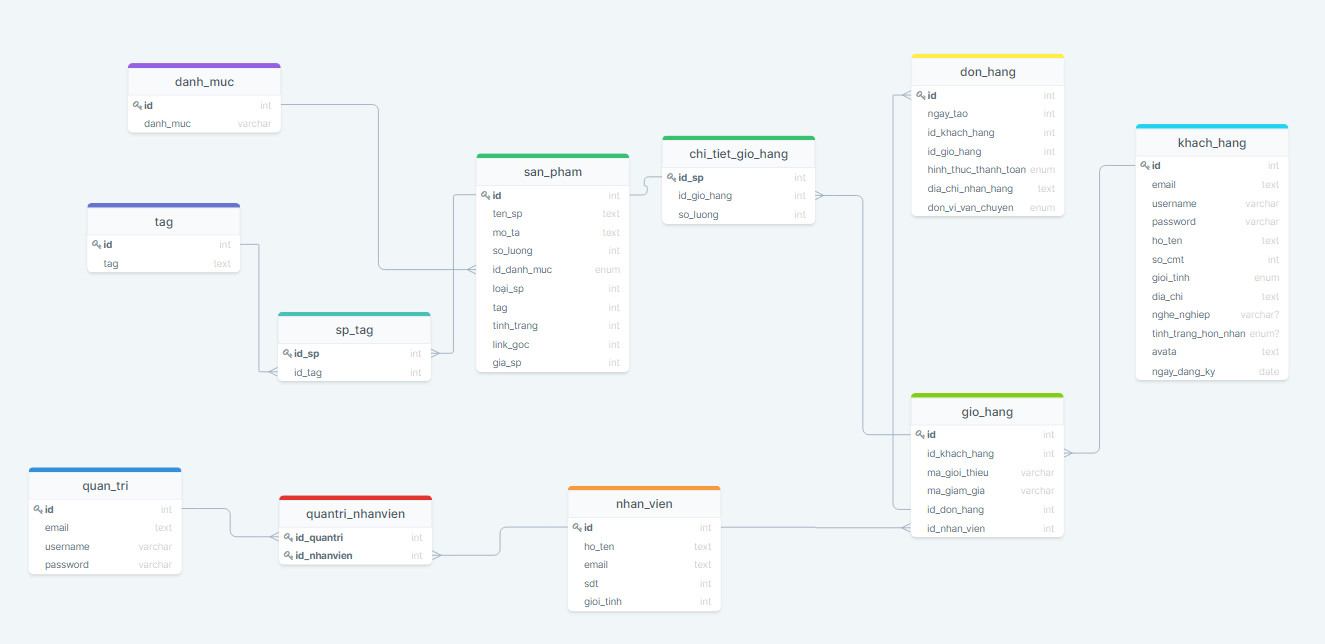 danh_muc
id int
danh_muc varchar
tag
id int
tag text
sp_tag
id_sp int
id_tag int
san_pham
id int
ten_sp text
mo_ta text
so_luong int
id_danh_muc enum
loại_sp int
tag int
tinh_trang int
link_goc int
gia_sp int
chi_tiet_gio_hang
id_sp int
id_gio_hang int
so_luong int
don_hang
id int
ngay_tao int
id_khach_hang int
id_gio_hang int
hinh_thuc_thanh_toan enum
dia_chi_nhan_hang text
don_vi_van_chuyen enum
khach_hang
id int
email text
username varchar
password varchar
ho_ten text
so_cmt int
gioi_tinh enum
dia_chi text
nghe_nghiep varchar?
tinh_trang_hon_nhan enum?
avata text
ngay_dang_ky date
gio_hang
id int
id_khach_hang int
ma_gioi_thieu varchar
ma_giam_gia varchar
id_don_hang int
id_nhan_vien int
quan_tri
id int
email text
username varchar
password varchar
quantri_nhanvien
id_quantri int
id_nhanvien int
nhan_vien
id int
ho_ten text
email text
sdt int
gioi_tinh int